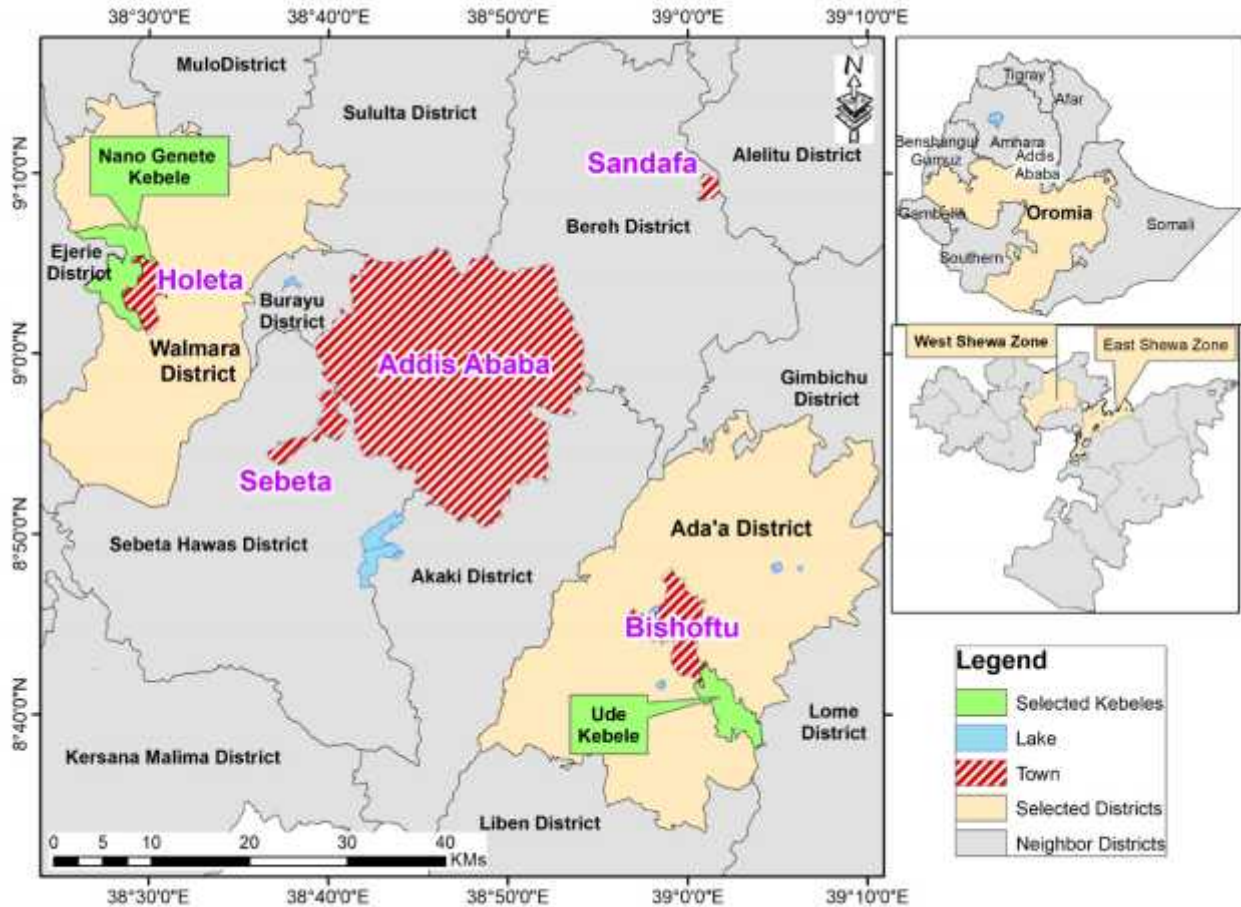 38°30'0"E
38°40'0"E
38°50'0"E
39°0'0"E
39°10'0"E
9°10'0"N
9°0'0"N
8°50'0"N
8°40'0"N
MuloDistrict
Sululta District
N
Nano Genete
Kebele
Sandafa
Alelitu District
Bereh District
Ejerie
District
Holeta
Burayu
District
Walmara
District
Addis Ababa
Gimbichu
District
Sebeta
Ada'a District
Sebeta Hawas District
Akaki District
Bishoftu
Ude
Kebele
Lome
District
Kersana Malima District
Liben District
0 5 10 20 30 40
KMs
38°30'0"E
38°40'0"E
38°50'0"E
39°0'0"E
39°10'0"E
Tigray
Afar
Benshangu
Gumuz
Amhara
Addis
Ababa
Gambella
Oromia
Somali
Southern
West Shewa Zone
East Shewa Zone
Legend
Selected Kebeles
Lake
Town
Selected Districts
Neighbor Districts